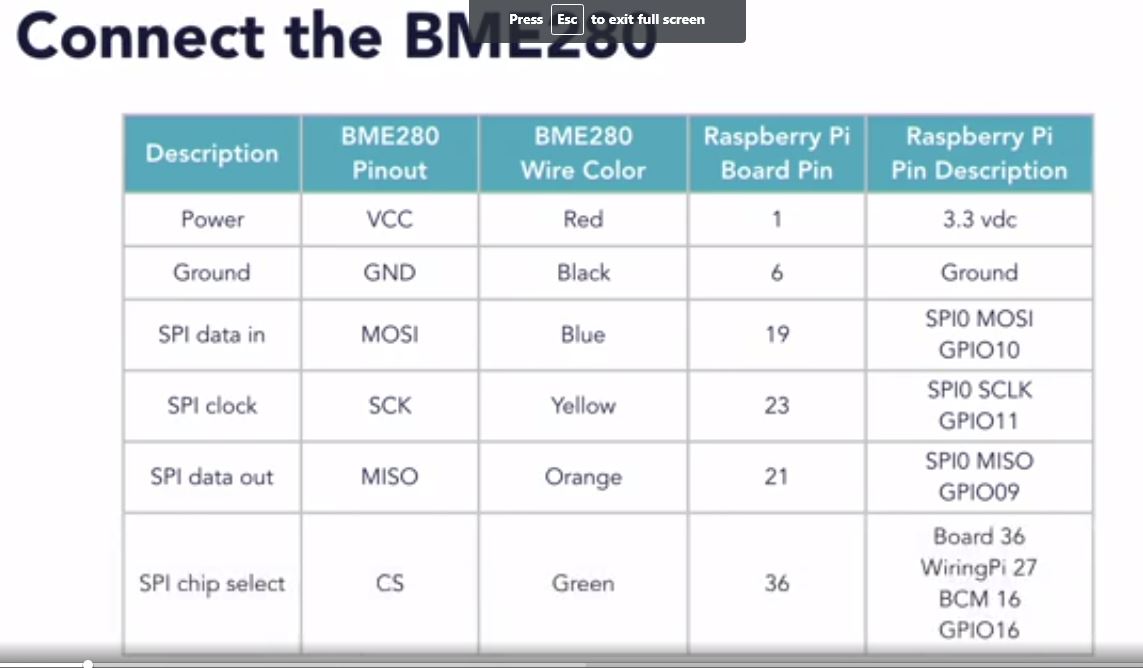 Press Esc to exit full screen
Connect the BME280
Description BME280 Pinout BME280 Wire Color Raspberry Pi Board Pin Raspberry Pi Pin Description
Power VCC Red 1 3.3 vdc
Ground GND Black 6 Ground
SPI data in MOSI Blue 19 SPI0 MOSI GPIO10
SPI clock SCK Yellow 23 SPI0 SCLK GPIO11
SPI data out MISO Orange 21 SPI0 MISO GPIO09
SPI chip select CS Green 36 Board 36 WiringPi 27 BCM 16 GPIO16